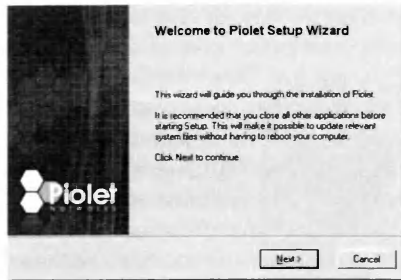 Welcome to Piolet Setup Wizard
This wizard will guide you through the installation of Piolet.
It is recommended that you close all other applications before
starting Setup. This will make it possible to update relevant
system files without having to reboot your computer.
Click Next to continue
Piolet
NETWORKS
Next >
Cancel